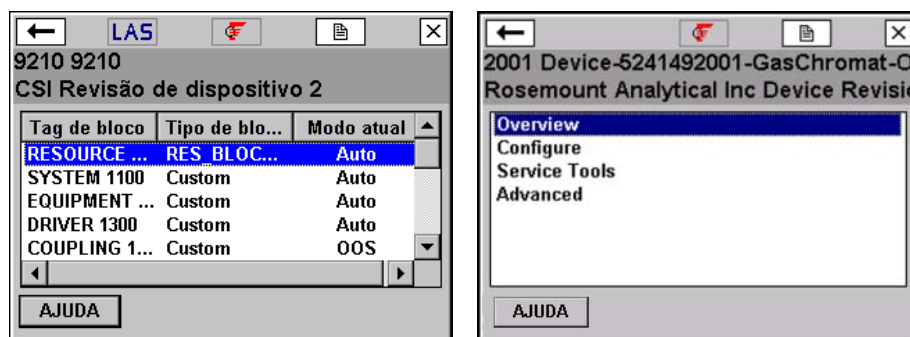 LAS
9210 9210
CSI Revisão de dispositivo 2
Tag de bloco Tipo de blo... Modo atual
RESOURCE ... RES_BLOC... Auto
SYSTEM 1100 Custom Auto
EQUIPMENT ... Custom Auto
DRIVER 1300 Custom Auto
COUPLING 1... Custom OOS
AJUDA
2001 Device-5241492001-GasChromat-
Rosemount Analytical Inc Device
Overview
Configure
Service Tools
Advanced
AJUDA